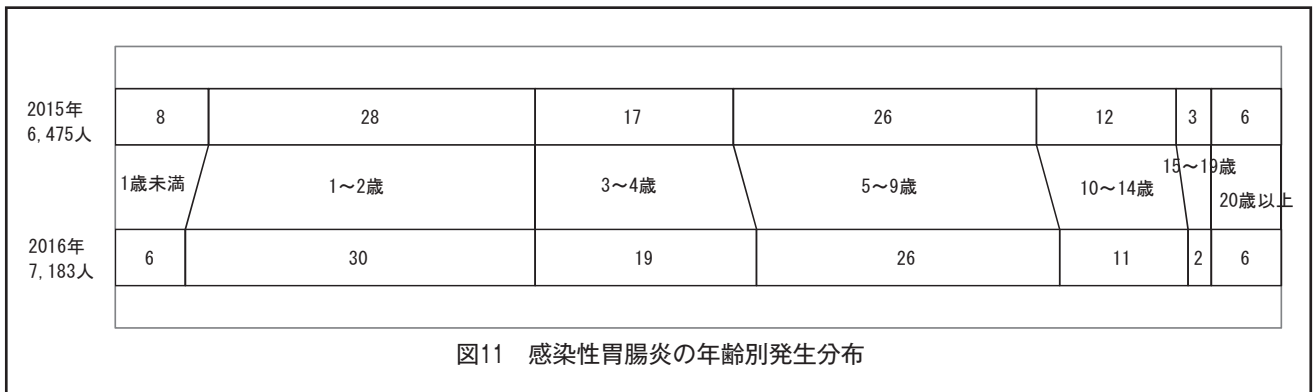 2015年
6,475人
8 28 17 26 12 3 6
1歳未満 1～2歳 3～4歳 5～9歳 10～14歳 15～19歳 20歳以上
2016年
7,183人
6 30 19 26 11 2 6
図11 感染性胃腸炎の年齢別発生分布